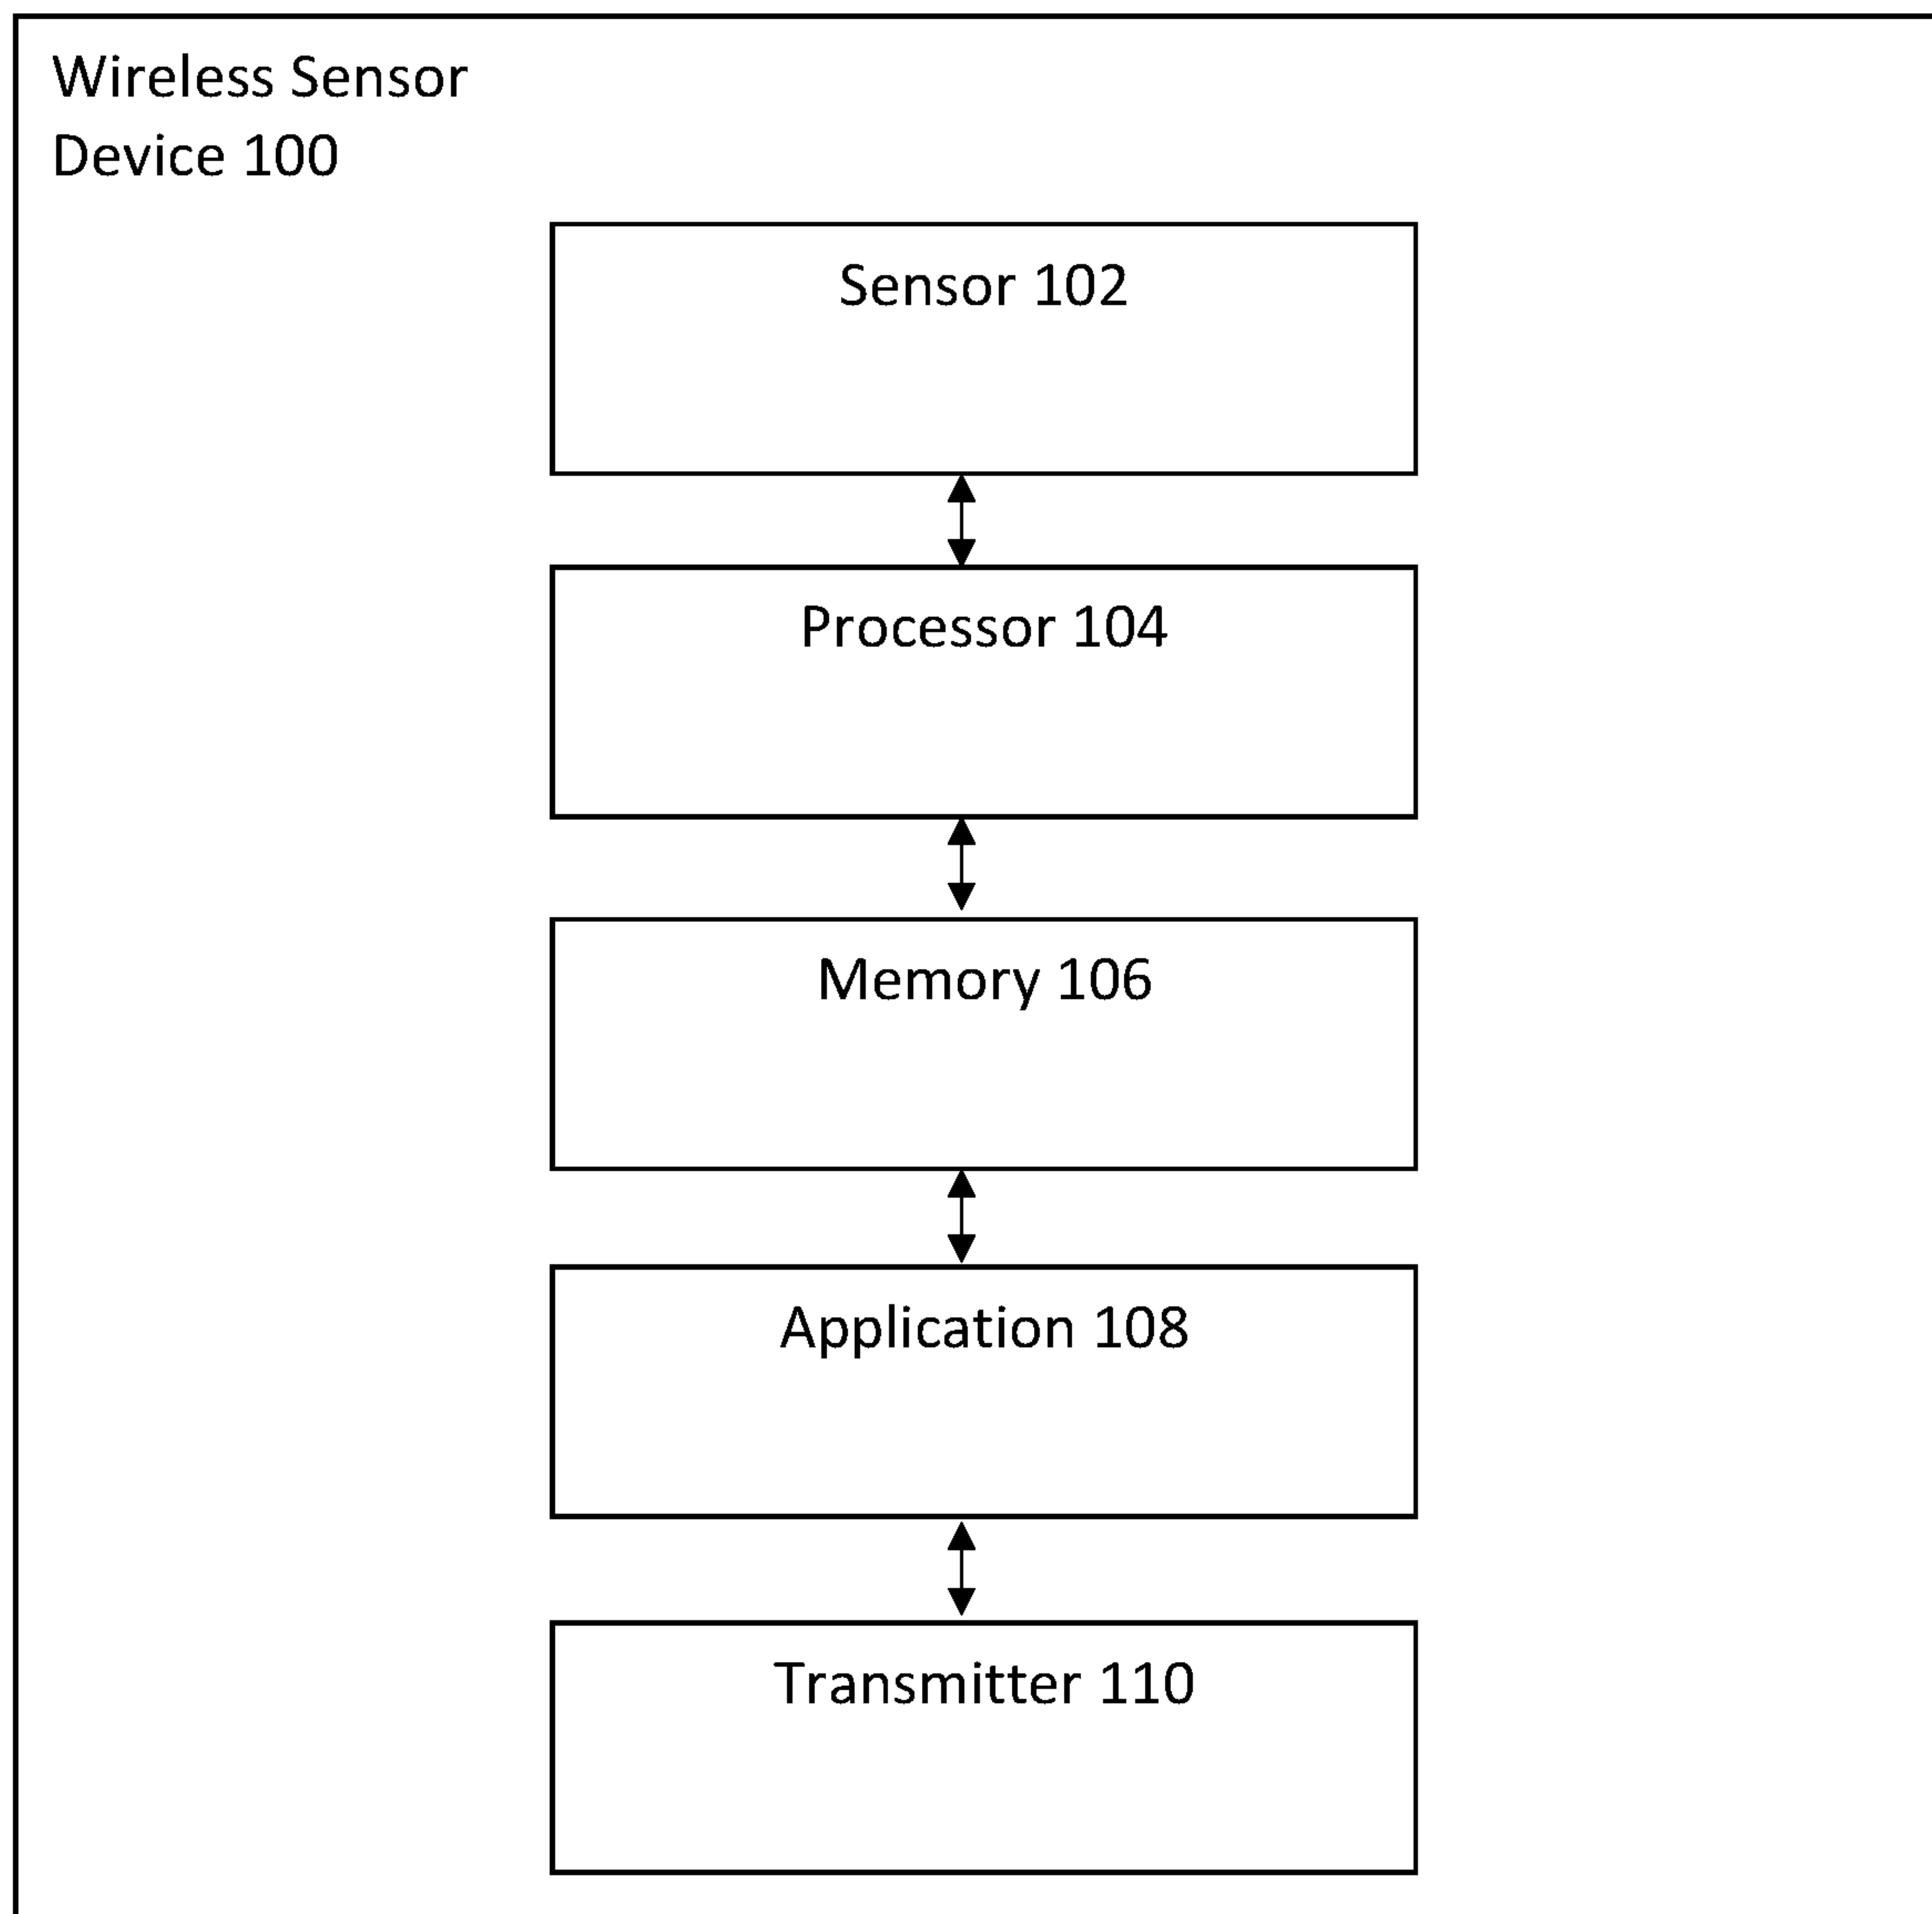 Wireless Sensor
Device 100
Sensor 102
Processor 104
Memory 106
Application 108
Transmitter 110